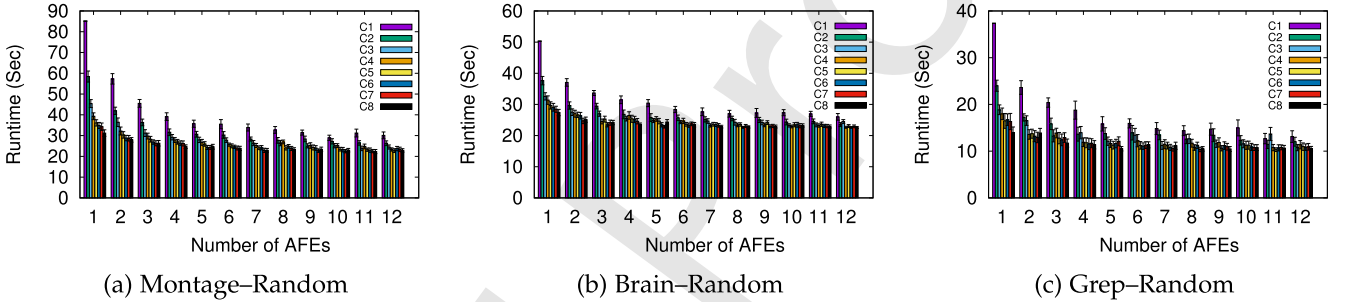 90
80
70
60
50
40
30
20
10
0
Runtime (Sec)
C1
C2
C3
C4
C5
C6
C7
C8
1 2 3 4 5 6 7 8 9 10 11 12
Number of AFEs
(a) Montage–Random
60
50
40
30
20
10
0
Runtime (Sec)
C1
C2
C3
C4
C5
C6
C7
C8
1 2 3 4 5 6 7 8 9 10 11 12
Number of AFEs
(b) Brain–Random
40
30
20
10
0
Runtime (Sec)
C1
C2
C3
C4
C5
C6
C7
C8
1 2 3 4 5 6 7 8 9 10 11 12
Number of AFEs
(c) Grep–Random